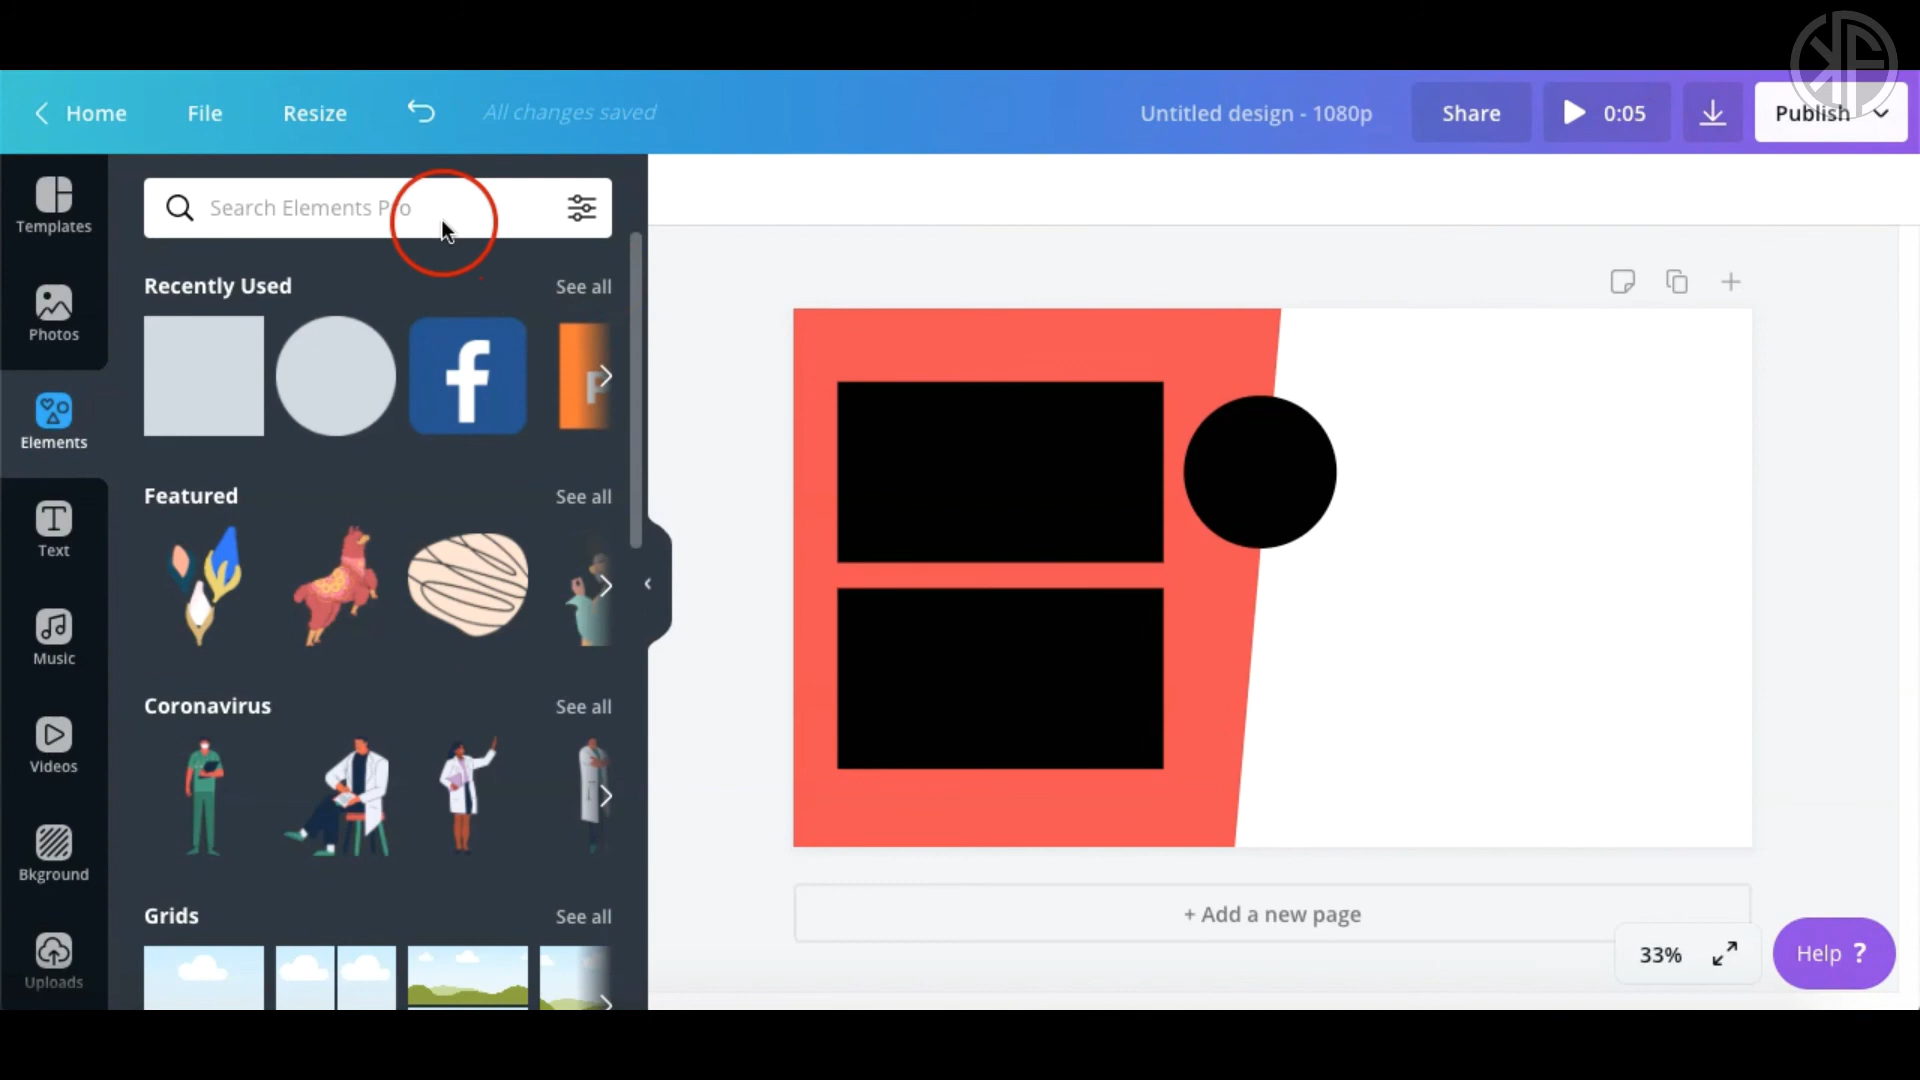 Home
File
Resize
All changes saved
Untitled design - 1080p
Share
0:05
Publish
Templates
Photos
Elements
Text
Music
Videos
Bkground
Uploads
Search Elements Pro
Recently Used
See all
Featured
See all
Coronavirus
See all
Grids
See all
+ Add a new page
33%
Help ?